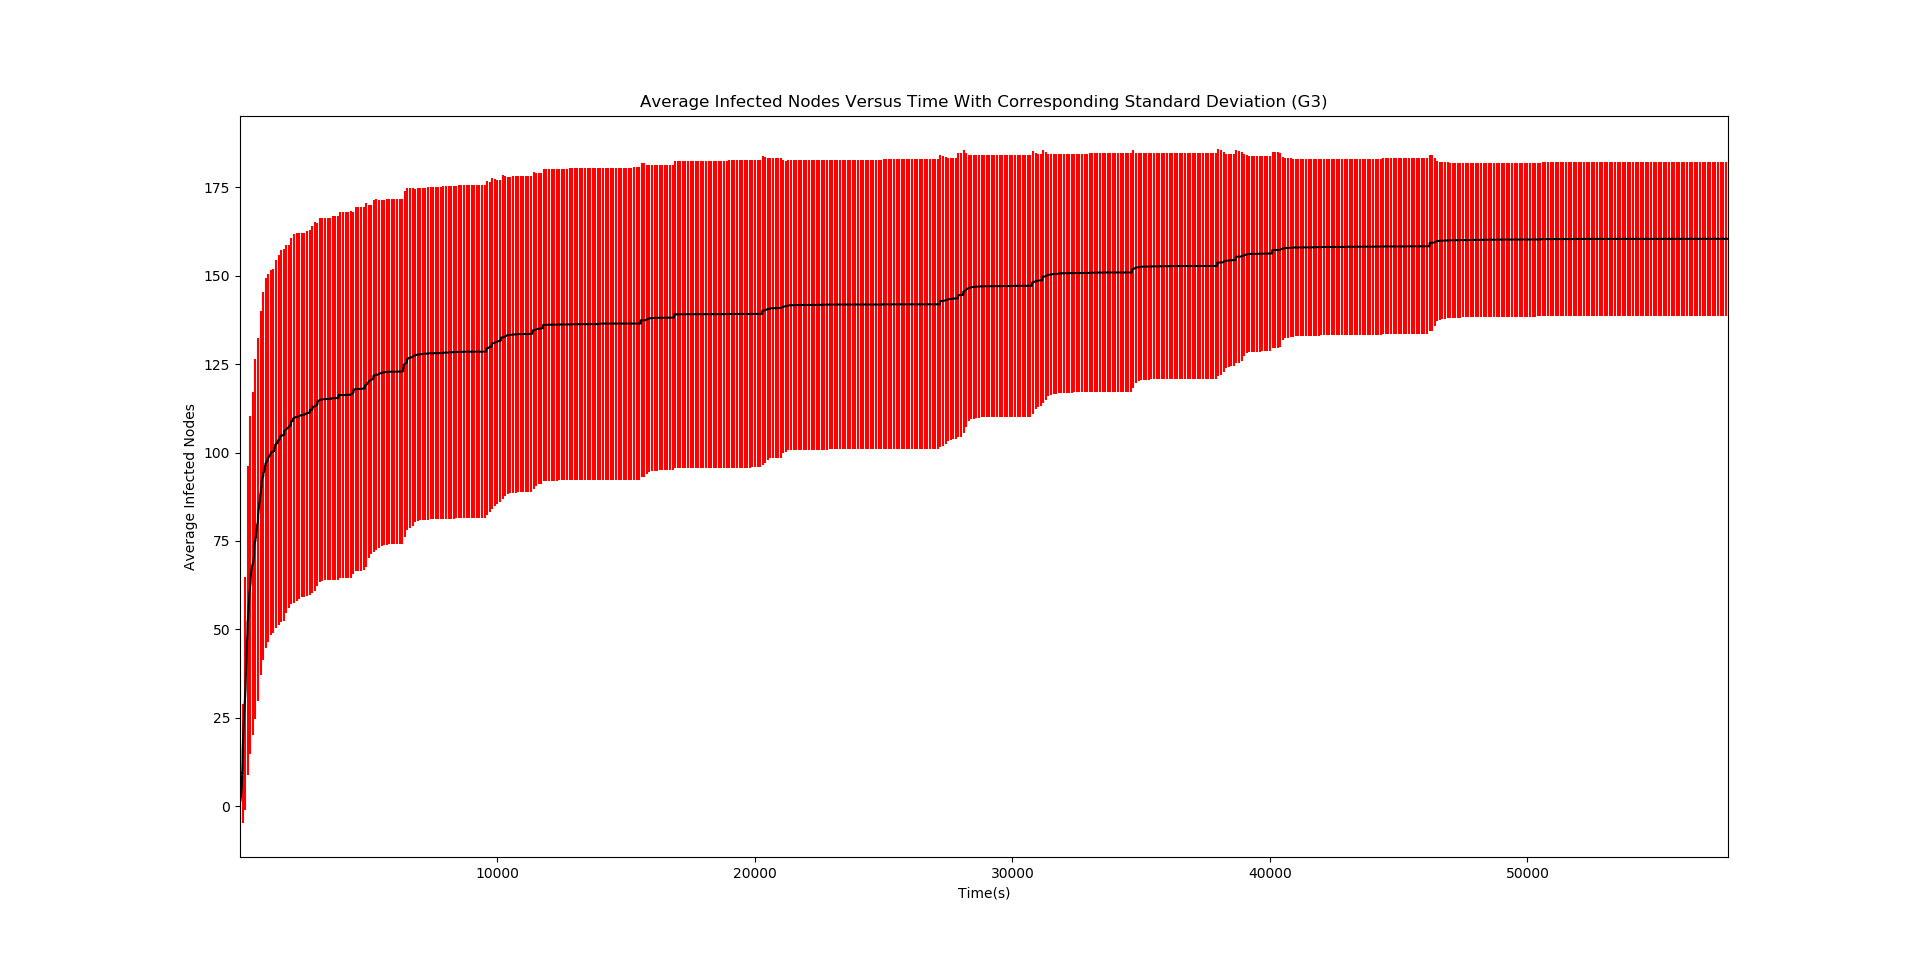 Average Infected Nodes Versus Time With Corresponding Standard Deviation (G3)
175
150
125
100
75
50
25
0
Average Infected Nodes
10000 20000 30000 40000 50000
Time(s)